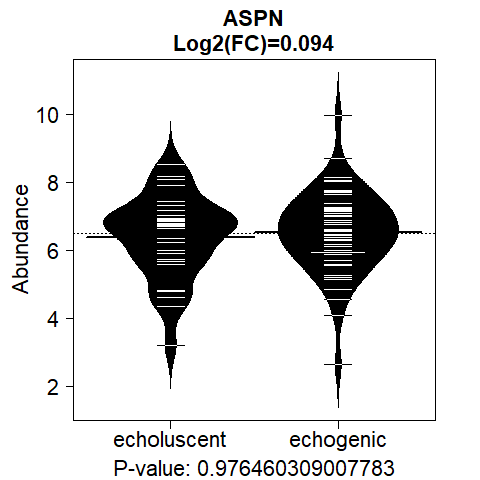 ASPN
Log2(FC)=0.094
Abundance
10
8
6
4
2
echoluscent echogenic
P-value: 0.976460309007783